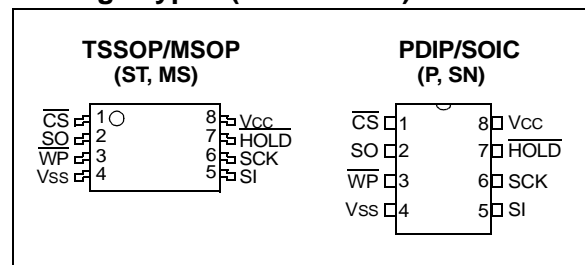 TSSOP/MSOP
(ST, MS)
CS 1 8 Vcc
SO 2 7 HOLD
WP 3 6 SCK
Vss 4 5 SI
PDIP/SOIC
(P, SN)
CS 1 8 Vcc
SO 2 7 HOLD
WP 3 6 SCK
Vss 4 5 SI